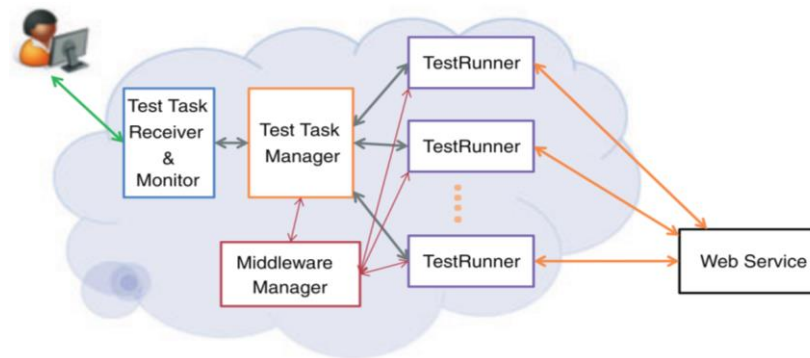 TestRunner
Test Task
Receiver
&
Monitor
Test Task
Manager
TestRunner
Middleware
Manager
TestRunner
Web Service